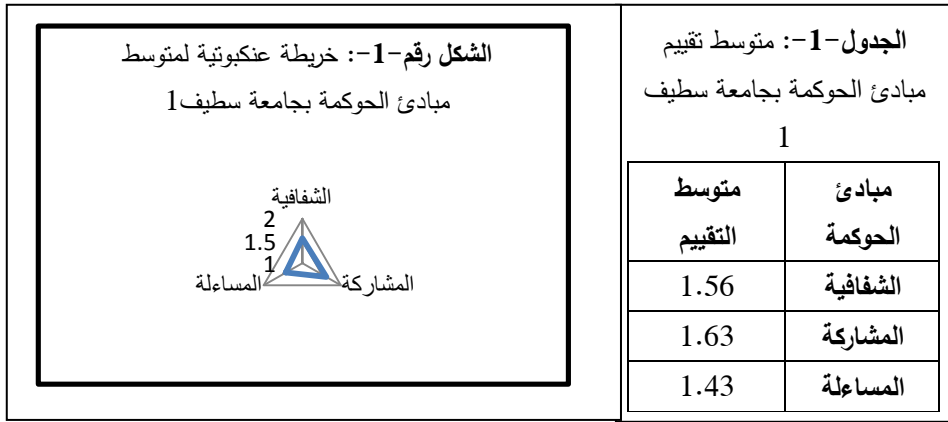 الجدول-1-: متوسط تقييم
مبادئ الحوكمة بجامعة سطيف
1
مبادئ الحوكمة متوسط التقييم
الشفافية 1.56
المشاركة 1.63
المساءلة 1.43
الشكل رقم-1-: خريطة عنكبوتية لمتوسط
مبادئ الحوكمة بجامعة سطيف1
الشفافية
2
1.5
1
المشاركة
المساءلة